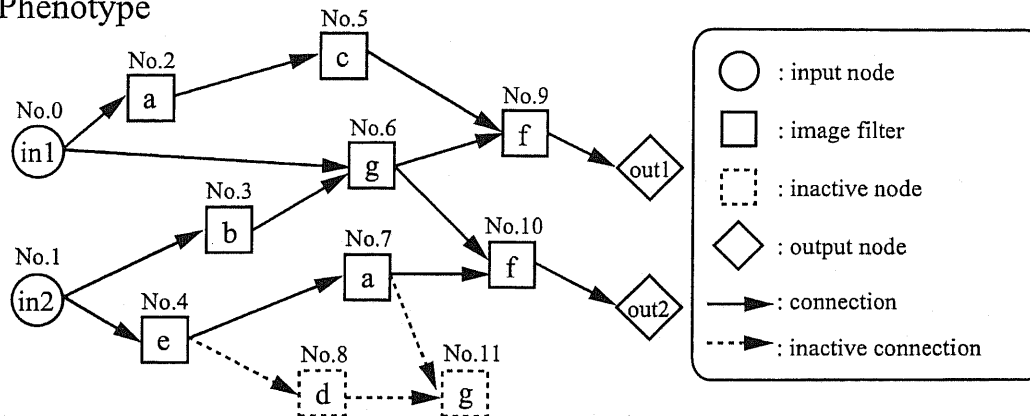 Phenotype
No.5
c
No.2
a
No.0
in1
No.9
f
No.6
g
out1
No.3
b
No.7
a
No.10
f
No.1
in2
No.4
e
out2
No.8
d
No.11
g
: input node
: image filter
: inactive node
: output node
: connection
: inactive connection